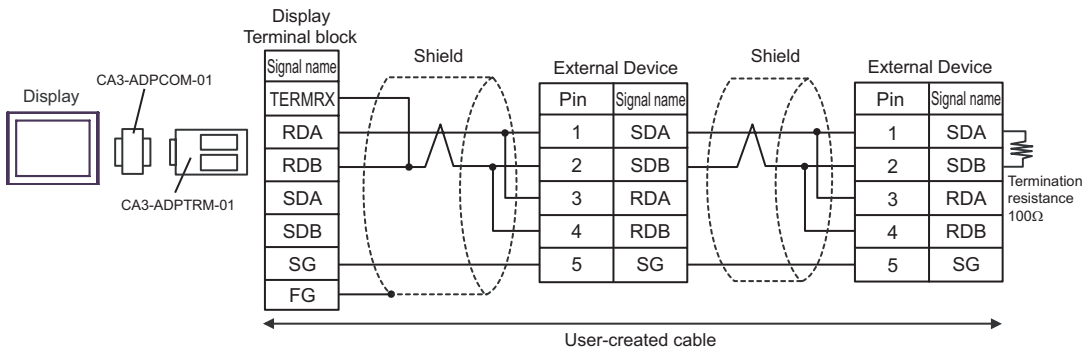 Display
Terminal block
Shield
Shield
CA3-ADPCOM-01
Display
CA3-ADPTRM-01
External Device
External Device
Signal name
TERMRX
RDA
RDB
SDA
SDB
SG
FG
Pin Signal name
1 SDA
2 SDB
3 RDA
4 RDB
5 SG
Pin Signal name
1 SDA
2 SDB
3 RDA
4 RDB
5 SG
Termination
resistance
100Ω
User-created cable